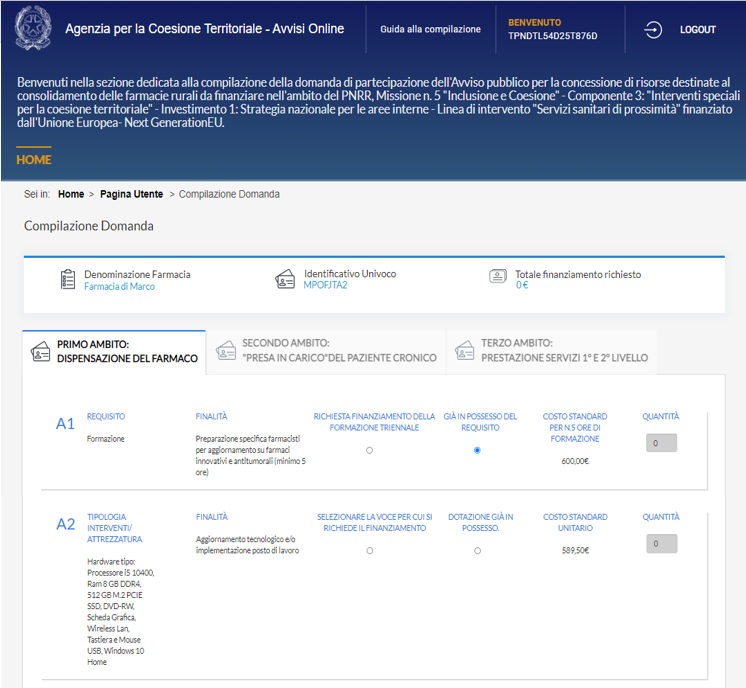 Agenzia per la Coesione Territoriale - Avvisi Online
Guida alla compilazione
BENVENUTO
TPNDTL54D25T876D
LOGOUT
Benvenuti nella sezione dedicata alla compilazione della domanda di partecipazione dell'Avviso pubblico per la concessione di risorse destinate al
consolidamento delle farmacie rurali da finanziare nell'ambito del PNRR, Missione n. 5 "Inclusione e Coesione" - Componente 3: "Interventi speciali
per la coesione territoriale" - Investimento 1: Strategia nazionale per le aree interne - Linea di intervento "Servizi sanitari di prossimità" finanziato
dall'Unione Europea- Next GenerationEU.
HOME
Sei in: Home > Pagina Utente > Compilazione Domanda
Compilazione Domanda
Denominazione Farmacia
Farmacia di Marco
Identificativo Univoco
MPOFJTA2
Totale finanziamento richiesto
0 €
PRIMO AMBITO:
DISPENSAZIONE DEL FARMACO
SECONDO AMBITO:
"PRESA IN CARICO"DEL PAZIENTE CRONICO
TERZO AMBITO:
PRESTAZIONE SERVIZI 1° E 2° LIVELLO
A1
REQUISITO
Formazione
FINALITÀ
Preparazione specifica farmacisti
per aggiornamento su farmaci
innovativi e antitumorali (minimo 5
ore)
RICHIESTA FINANZIAMENTO DELLA
FORMAZIONE TRIENNALE
GIÀ IN POSSESSO DEL
REQUISITO
COSTO STANDARD
PER N.5 ORE DI
FORMAZIONE
600,00€
QUANTITÀ
0
A2
TIPOLOGIA
INTERVENTI/
ATTREZZATURA
Hardware tipo:
Processore i5 10400,
Ram 8 GB DDR4,
512 GB M.2 PCIE
SSD, DVD-RW,
Scheda Grafica,
Wireless Lan,
Tastiera e Mouse
USB, Windows 10
Home
FINALITÀ
Aggiornamento tecnologico e/o
implementazione posto di lavoro
SELEZIONARE LA VOCE PER CUI SI
RICHIEDE IL FINANZIAMENTO
DOTAZIONE GIÀ IN
POSSESSO.
COSTO STANDARD
UNITARIO
589,50€
QUANTITÀ
0